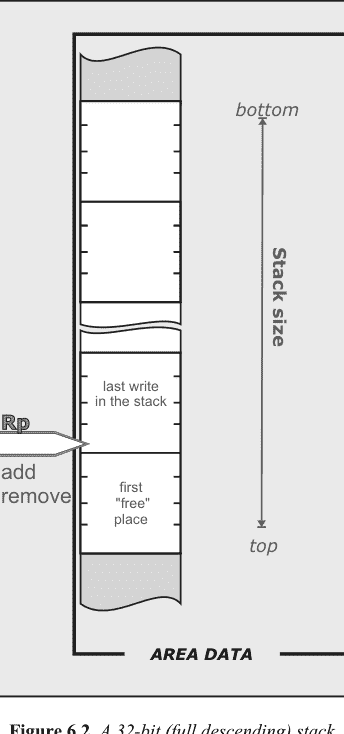 bottom
Stack size
last write
in the stack
Rp
add
remove
first
"free"
place
top
AREA DATA
Figure 6.2. A 32-bit (full descending) stack